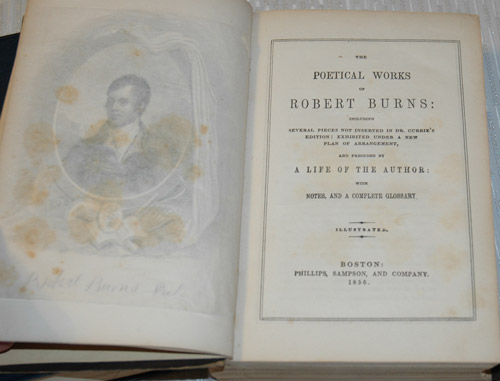 Robert Burns
THE
POETICAL WORKS
OF
ROBERT BURNS:
INCLUDING
SEVERAL PIECES NOT INSERTED IN DR. CURRIE'S
EDITION: EXHIBITED UNDER A NEW
PLAN OF ARRANGEMENT,
AND PRECEDED BY
A LIFE OF THE AUTHOR:
WITH
NOTES, AND A COMPLETE GLOSSARY.
ILLUSTRATED.
BOSTON:
PHILLIPS, SAMPSON, AND COMPANY.